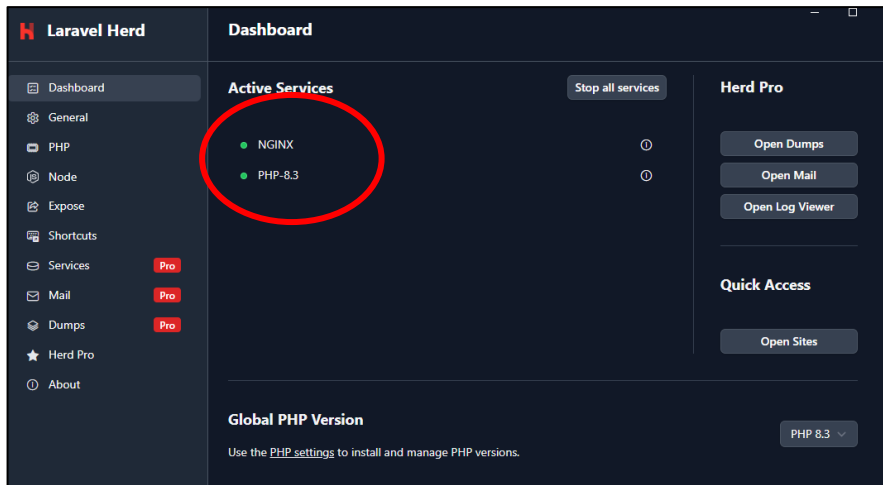 Laravel Herd
Dashboard
General
PHP
Node
Expose
Shortcuts
Services Pro
Mail Pro
Dumps Pro
Herd Pro
About
Dashboard
Active Services
Stop all services
NGINX
PHP-8.3
Herd Pro
Open Dumps
Open Mail
Open Log Viewer
Quick Access
Open Sites
Global PHP Version
Use the PHP settings to install and manage PHP versions.
PHP 8.3